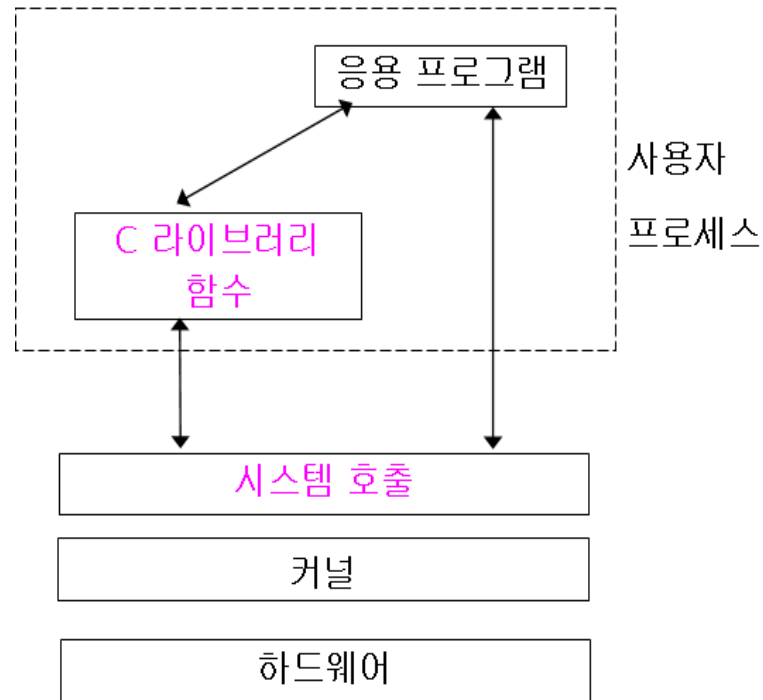 응용 프로그램
사용자
프로세스
C 라이브러리
함수
시스템 호출
커널
하드웨어